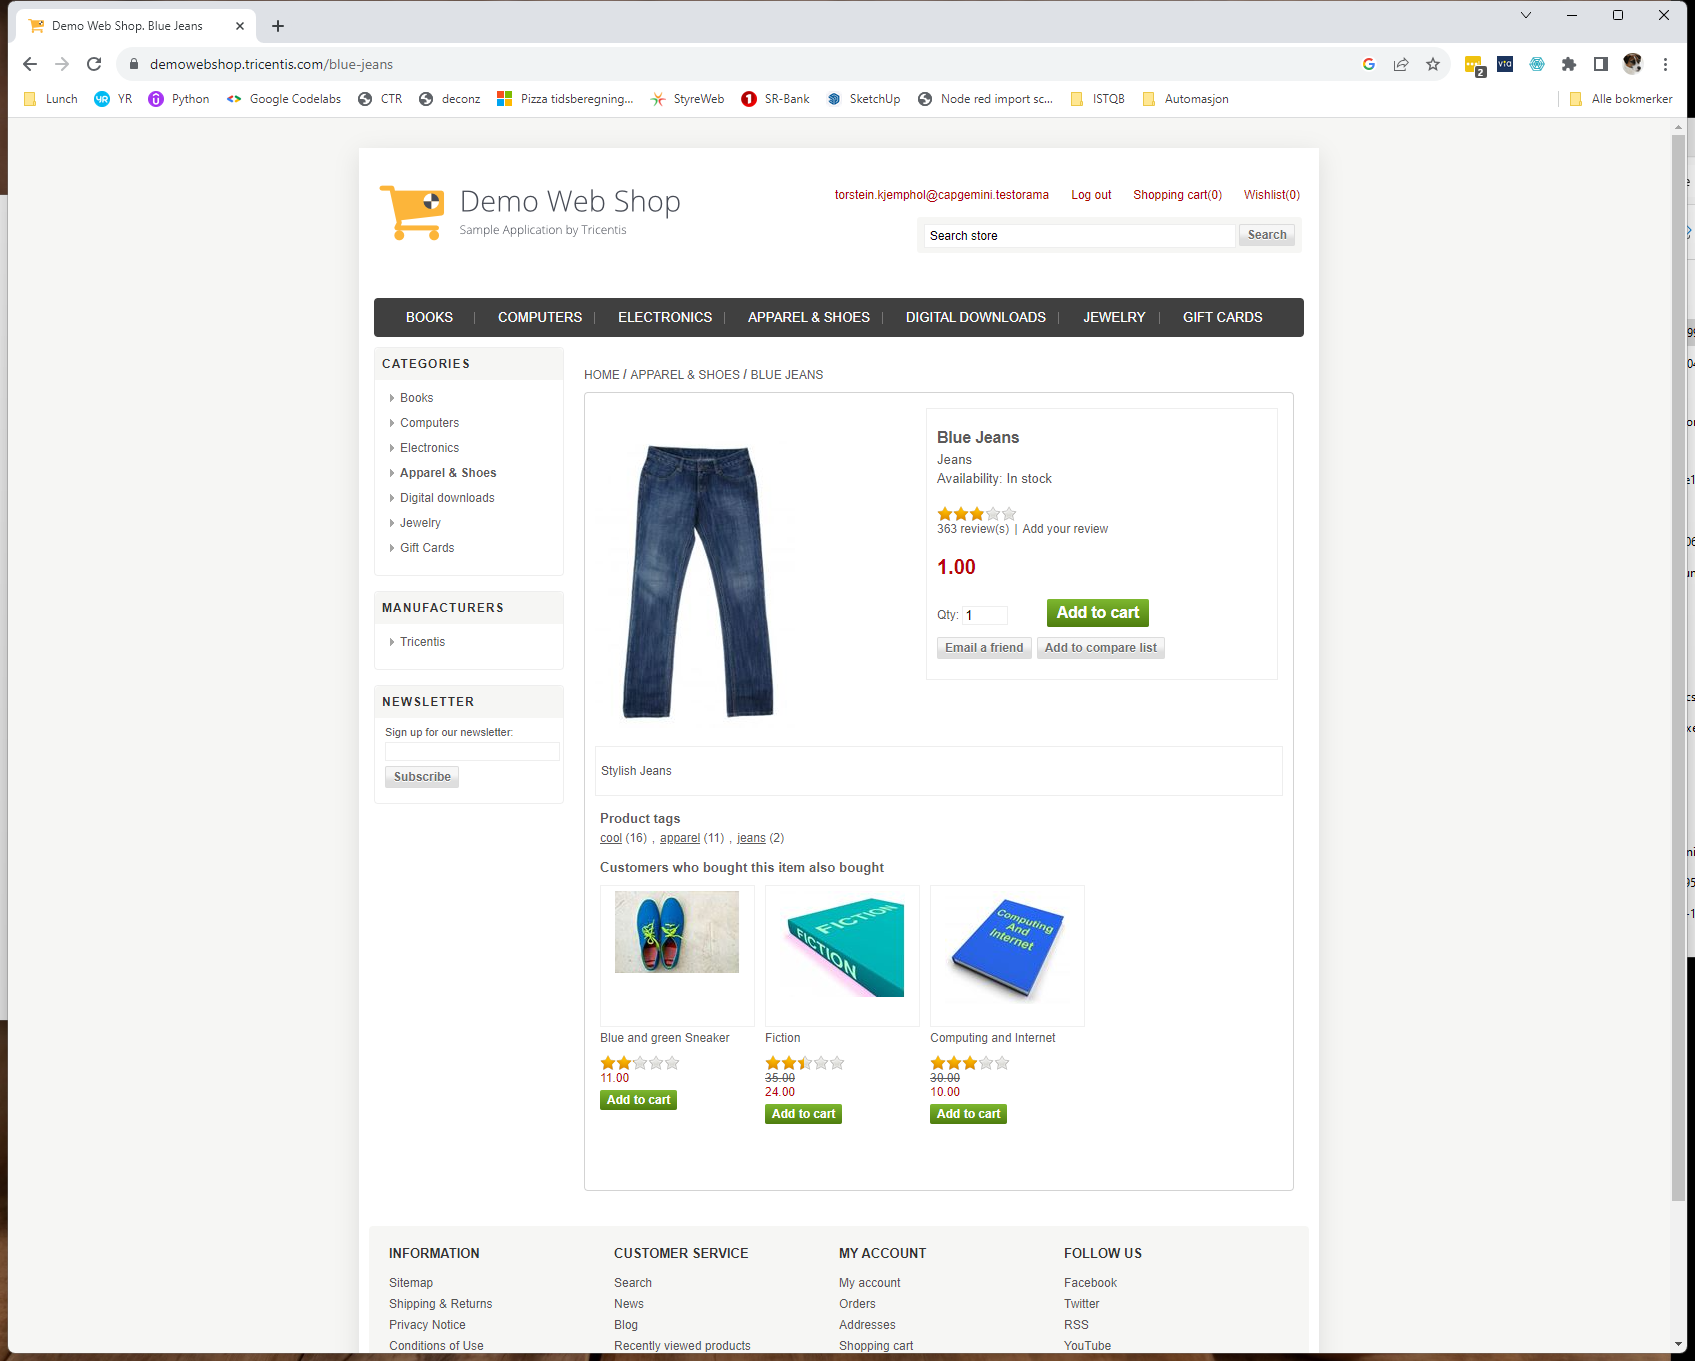 Demo Web Shop. Blue Jeans
demowebshop.tricentis.com/blue-jeans
2
vta
Lunch YR Python Google Codelabs CTR deconz Pizza tidsberegning... StyreWeb SR-Bank SketchUp Node red import sc... ISTQB Automasjon Alle bokmerker
Demo Web Shop
Sample Application by Tricentis
torstein.kjemphol@capgemini.testorama Log out Shopping cart(0) Wishlist(0)
Search store Search
BOOKS COMPUTERS ELECTRONICS APPAREL & SHOES DIGITAL DOWNLOADS JEWELRY GIFT CARDS
CATEGORIES
Books
Computers
Electronics
Apparel & Shoes
Digital downloads
Jewelry
Gift Cards
MANUFACTURERS
Tricentis
NEWSLETTER
Sign up for our newsletter:
Subscribe
HOME / APPAREL & SHOES / BLUE JEANS
Blue Jeans
Jeans
Availability: In stock
363 review(s) | Add your review
1.00
Qty: 1 Add to cart
Email a friend Add to compare list
Stylish Jeans
Product tags
cool (16) , apparel (11) , jeans (2)
Customers who bought this item also bought
FICTION
FICTION
Computing
And
Internet
Blue and green Sneaker Fiction Computing and Internet
11.00 35.00 30.00
24.00 10.00
Add to cart Add to cart Add to cart
INFORMATION CUSTOMER SERVICE MY ACCOUNT FOLLOW US
Sitemap Search My account Facebook
Shipping & Returns News Orders Twitter
Privacy Notice Blog Addresses RSS
Conditions of Use Recently viewed products Shopping cart YouTube